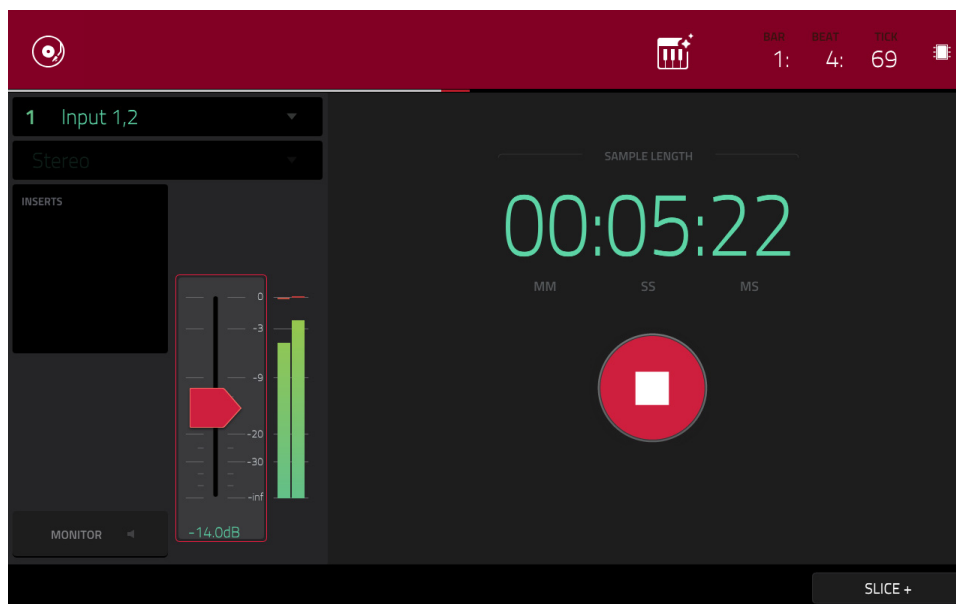 BAR BEAT TICK
1: 4: 69
1 Input 1,2
Stereo
INSERTS
0
-3
-9
-20
-30
-inf
-14.0dB
MONITOR
SAMPLE LENGTH
00:05:22
MM SS MS
SLICE +